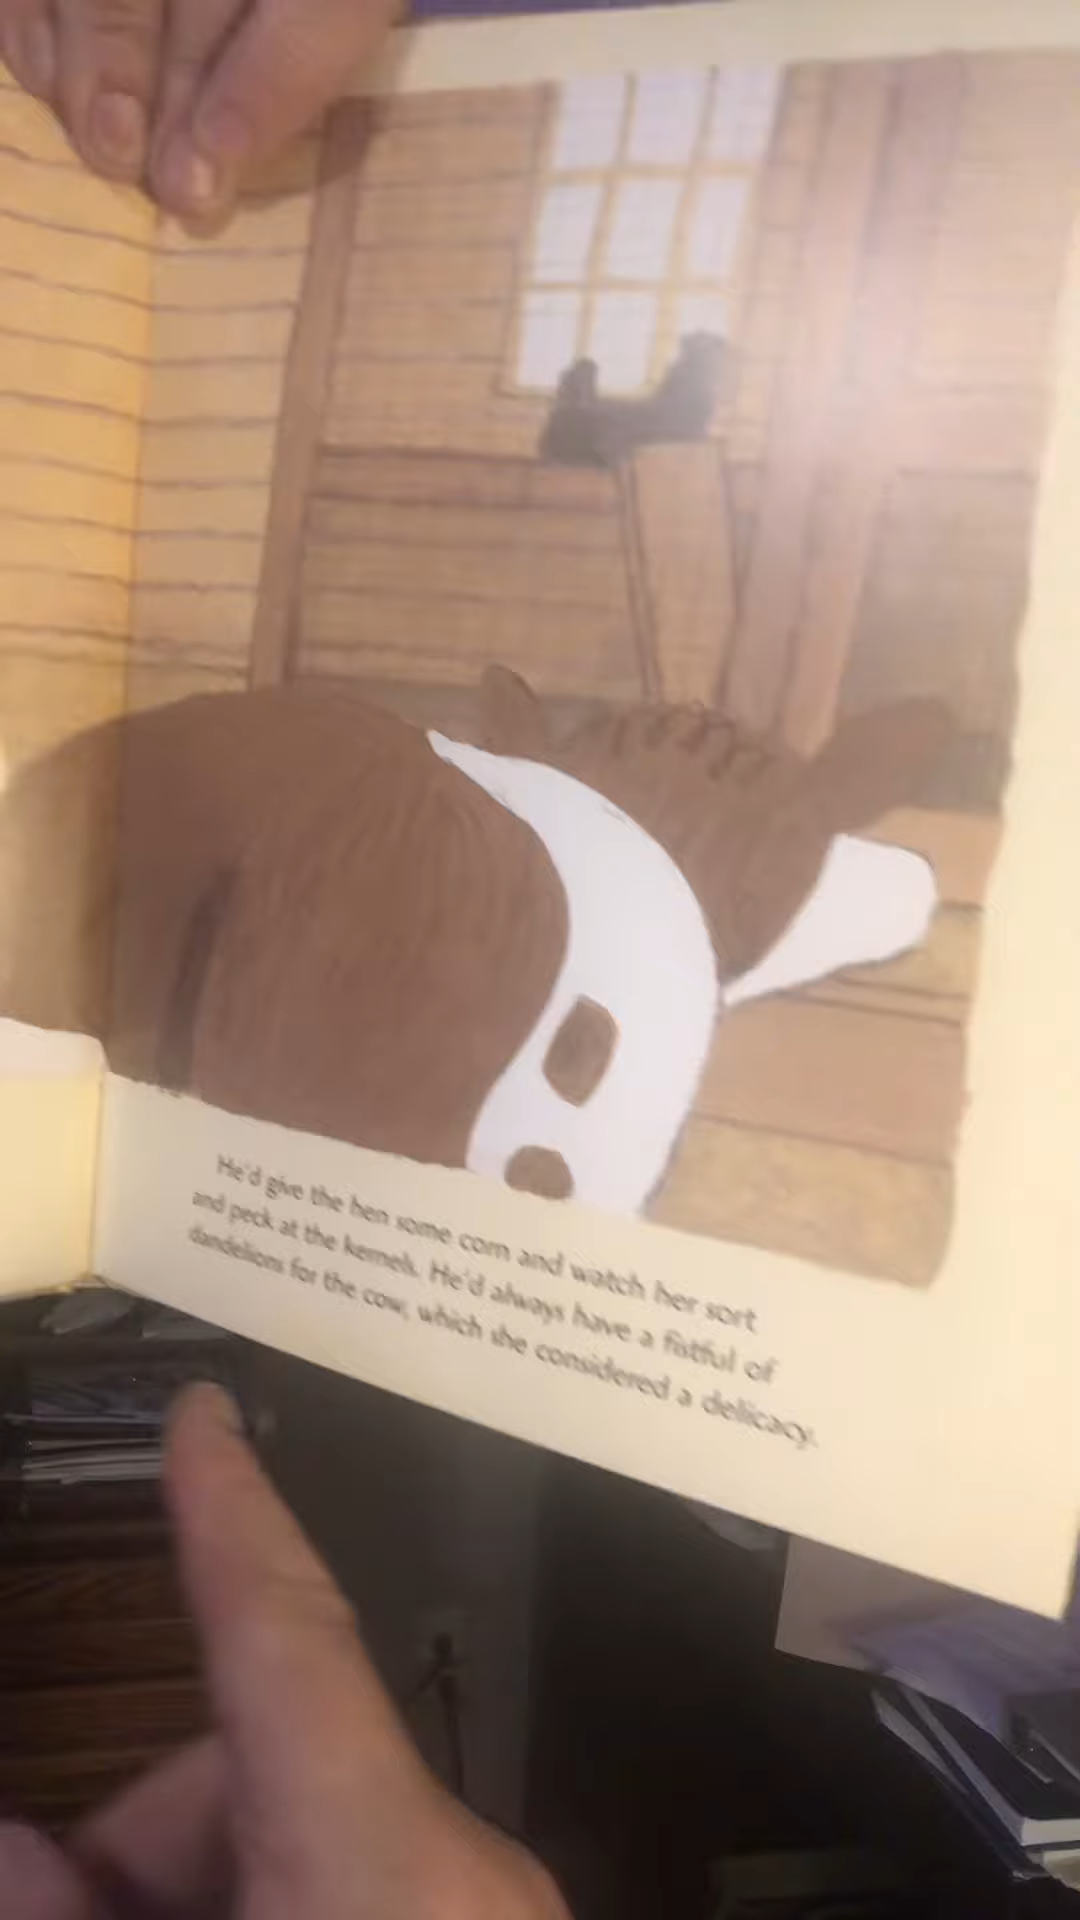 He'd give the hen some corn and watch her sort
and peck at the kernels. He'd always have a fistful of
dandelions for the cow, which she considered a delicacy.